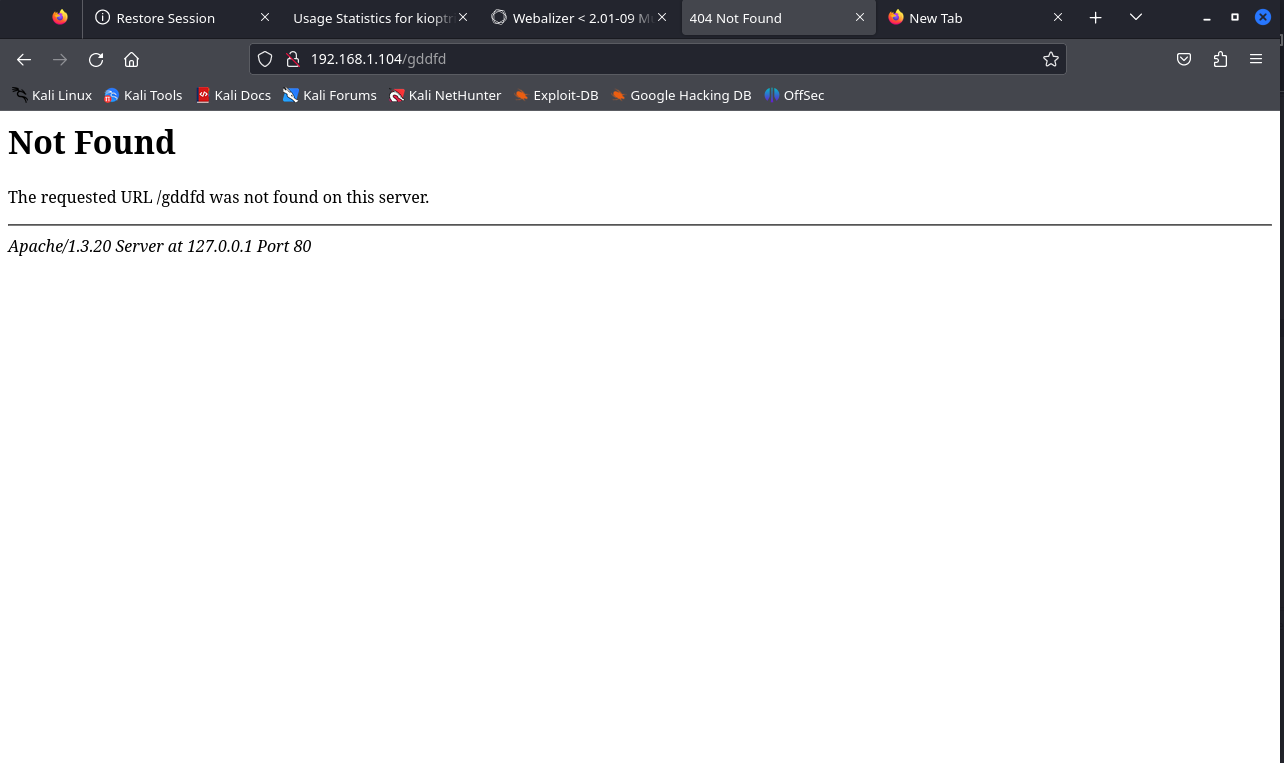 Restore Session
Usage Statistics for kioptr
Webalizer < 2.01-09 Mu
404 Not Found
New Tab
192.168.1.104/gddfd
Kali Linux
11
Kali Tools
Kali Docs
Kali Forums
Kali NetHunter
Exploit-DB
Google Hacking DB
OffSec
Not Found
The requested URL /gddfd was not found on this server.
Apache/1.3.20 Server at 127.0.0.1 Port 80